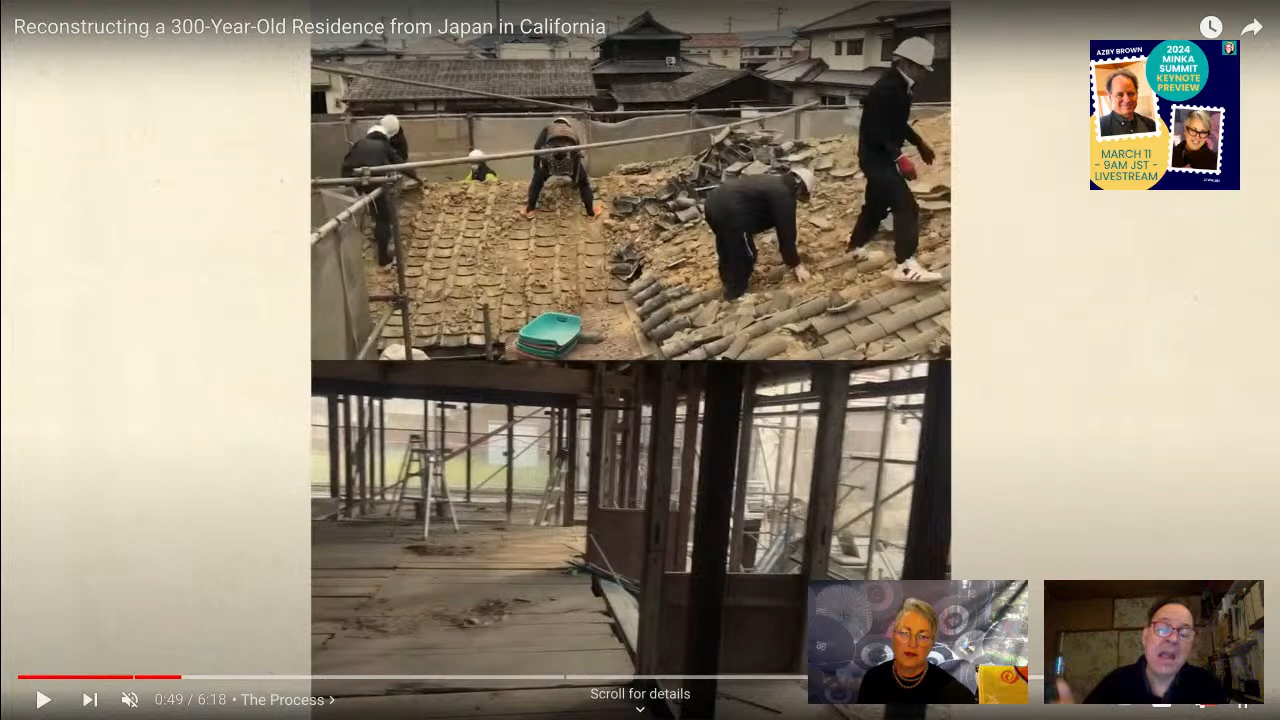 Reconstructing a 300-Year-Old Residence from Japan in California
AZBY BROWN
2024
MINKA
SUMMIT
KEYNOTE
PREVIEW
MARCH 11
- 9AM JST -
LIVESTREAM
0:49 / 6:18 • The Process
Scroll for details